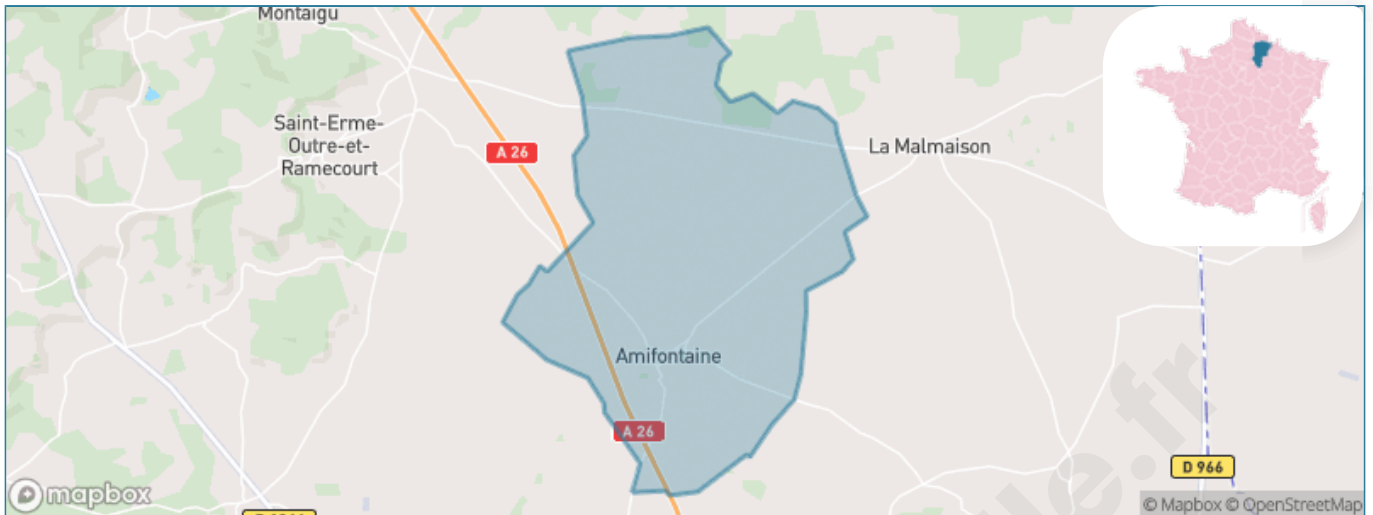 Montaigu
Saint-Erme-
Outre-et-
Ramecourt
A 26
La Malmaison
Amifontaine
A 26
D 966
mapbox
© Mapbox © OpenStreetMap